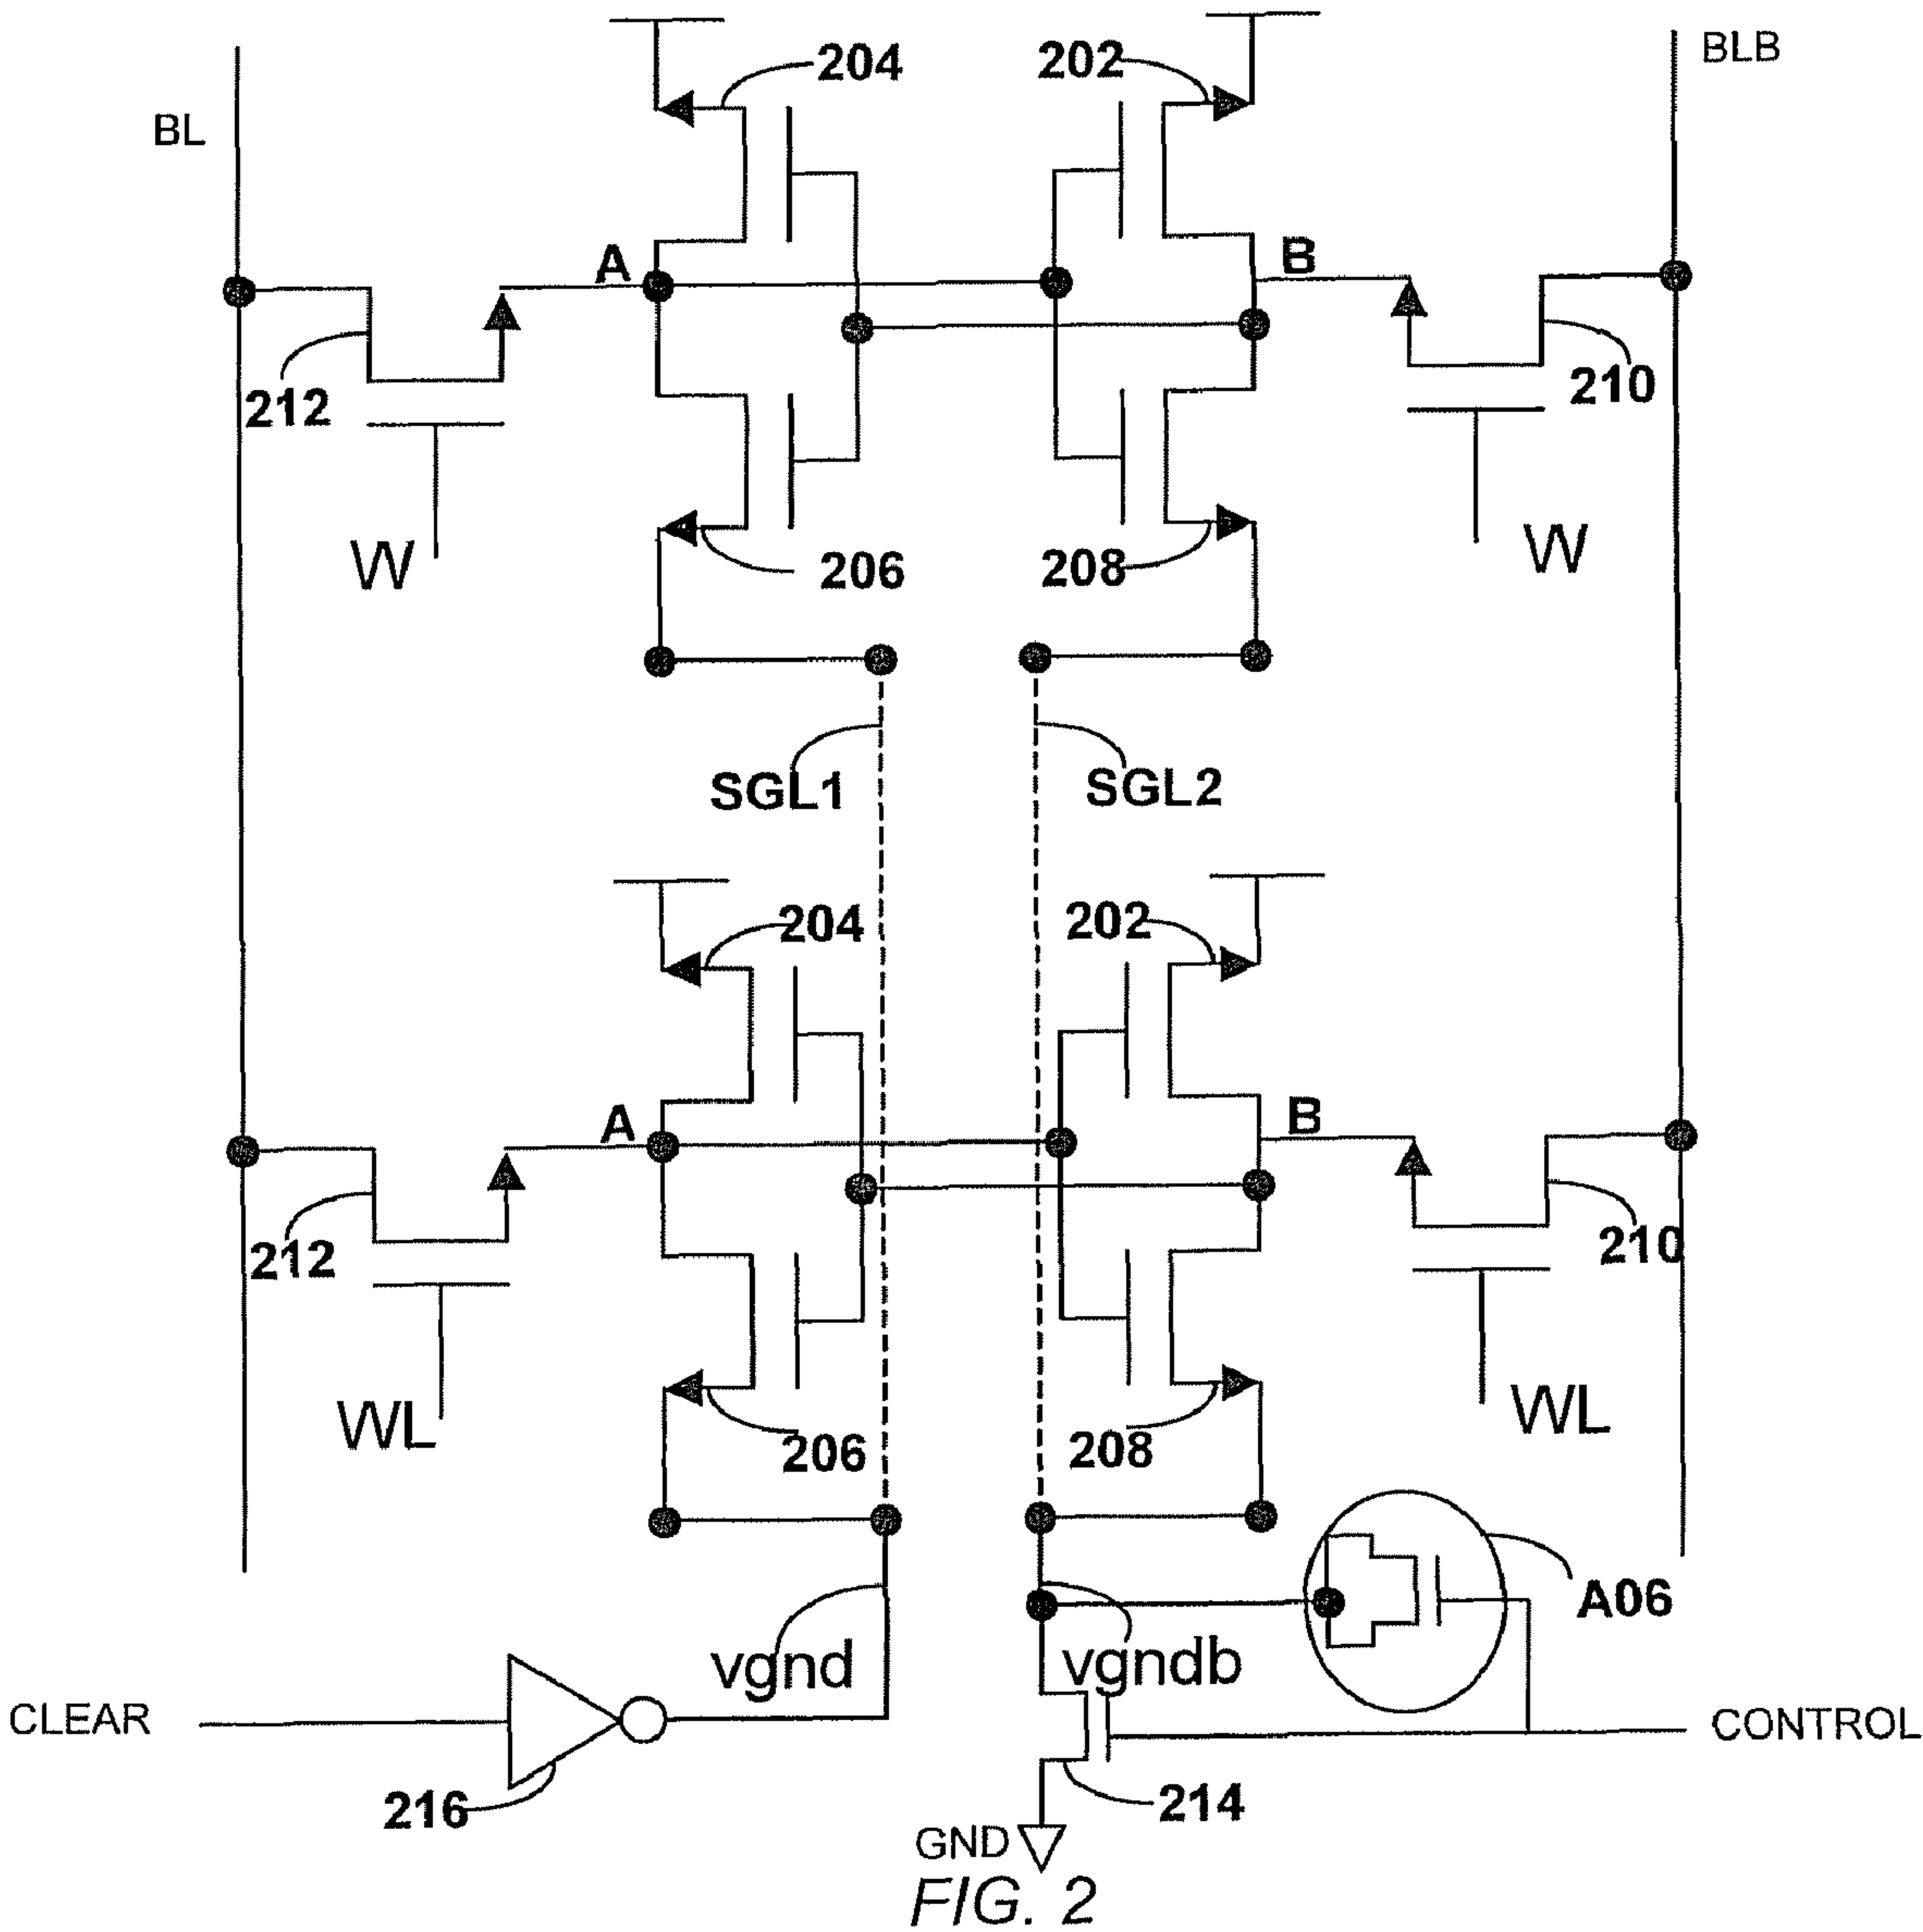 204
202
BLB
BL
A
B
212
210
W
W
206
208
SGL1
SGL2
204
202
A
B
212
210
WL
WL
206
208
A06
vgnd
vgndb
CLEAR
CONTROL
216
214
GND
FIG. 2